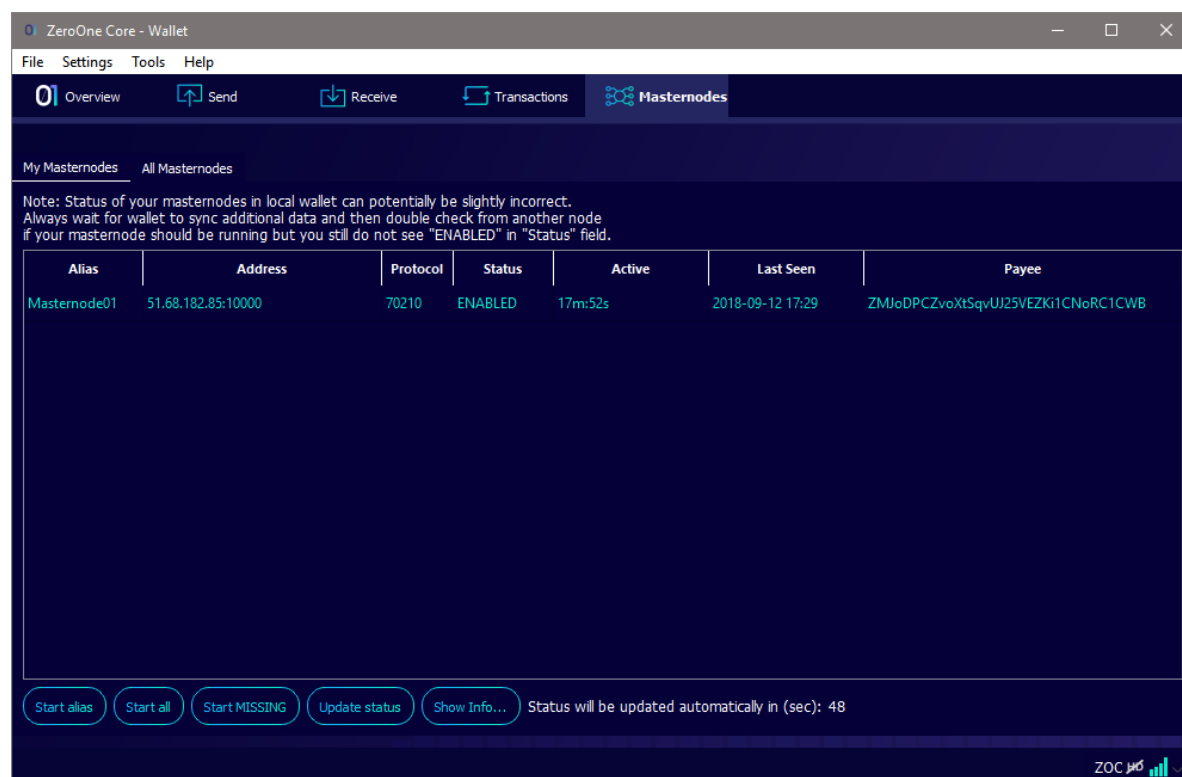 ZeroOne Core - Wallet
File Settings Tools Help
01 Overview Send Receive Transactions Masternodes
My Masternodes All Masternodes
Note: Status of your masternodes in local wallet can potentially be slightly incorrect.
Always wait for wallet to sync additional data and then double check from another node
if your masternode should be running but you still do not see "ENABLED" in "Status" field.
Alias Address Protocol Status Active Last Seen Payee
Masternode01 51.68.182.85:10000 70210 ENABLED 17m:52s 2018-09-12 17:29 ZMJoDPCZvoXtSqvUJ25VEZKi1CNoRC1CWB
Start alias Start all Start MISSING Update status Show Info... Status will be updated automatically in (sec): 48
ZOC HD